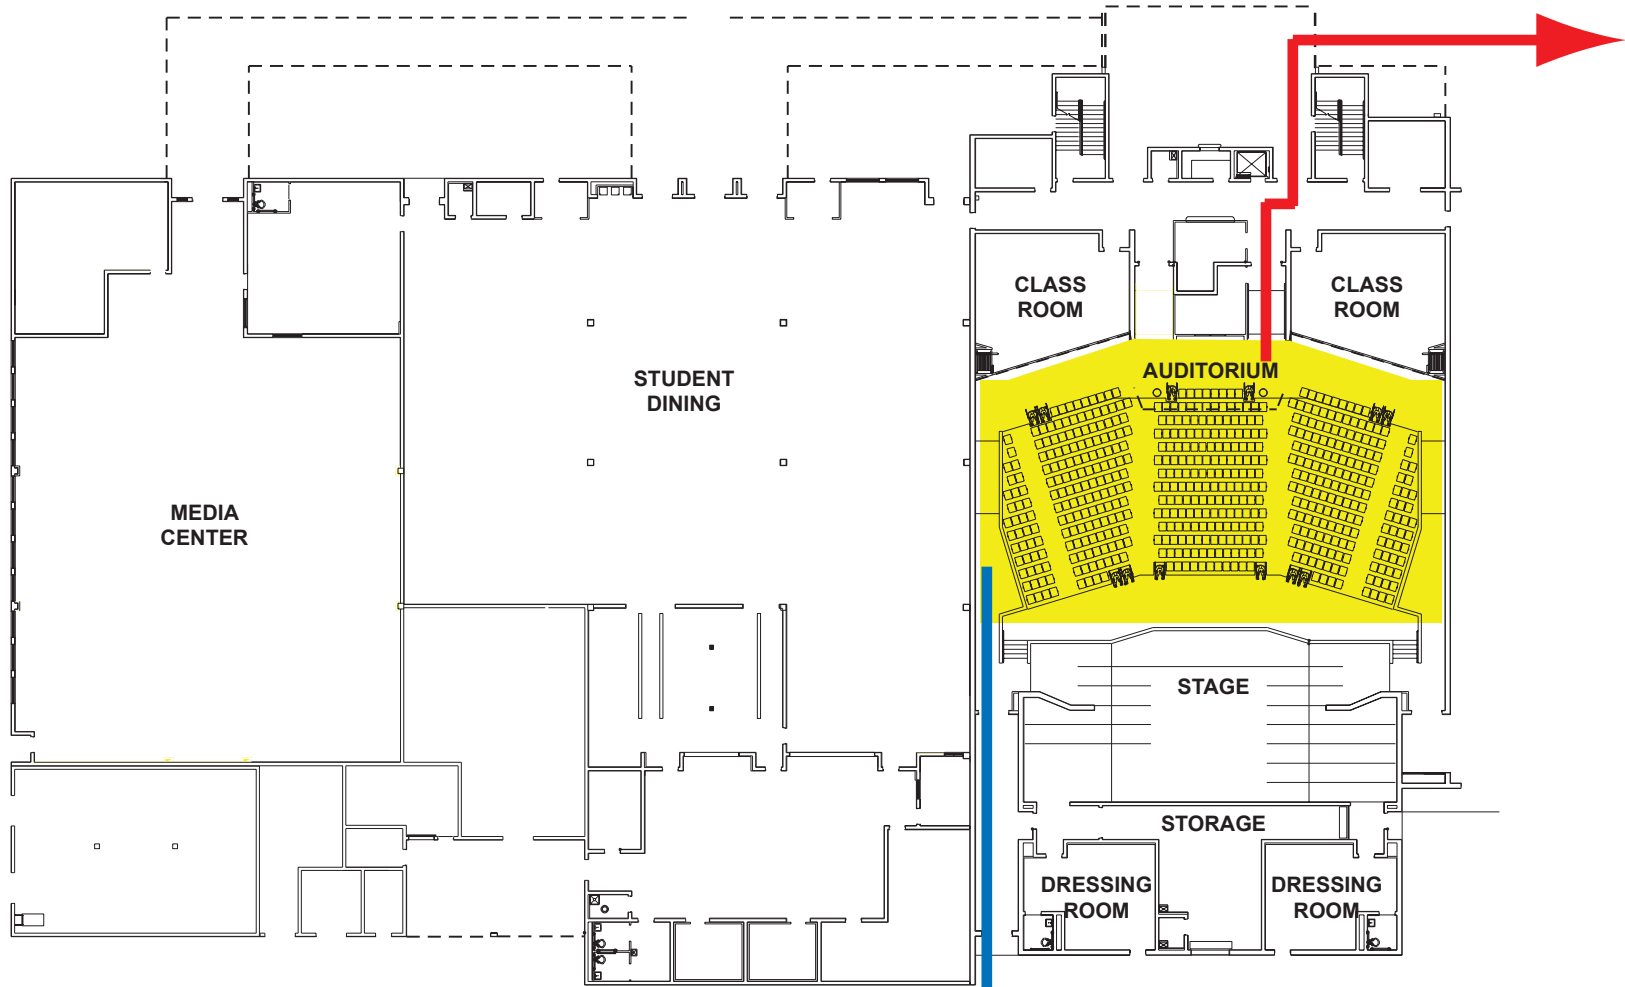 CLASS
ROOM
CLASS
ROOM
AUDITORIUM
STUDENT
DINING
MEDIA
CENTER
STAGE
STORAGE
DRESSING
ROOM
DRESSING
ROOM